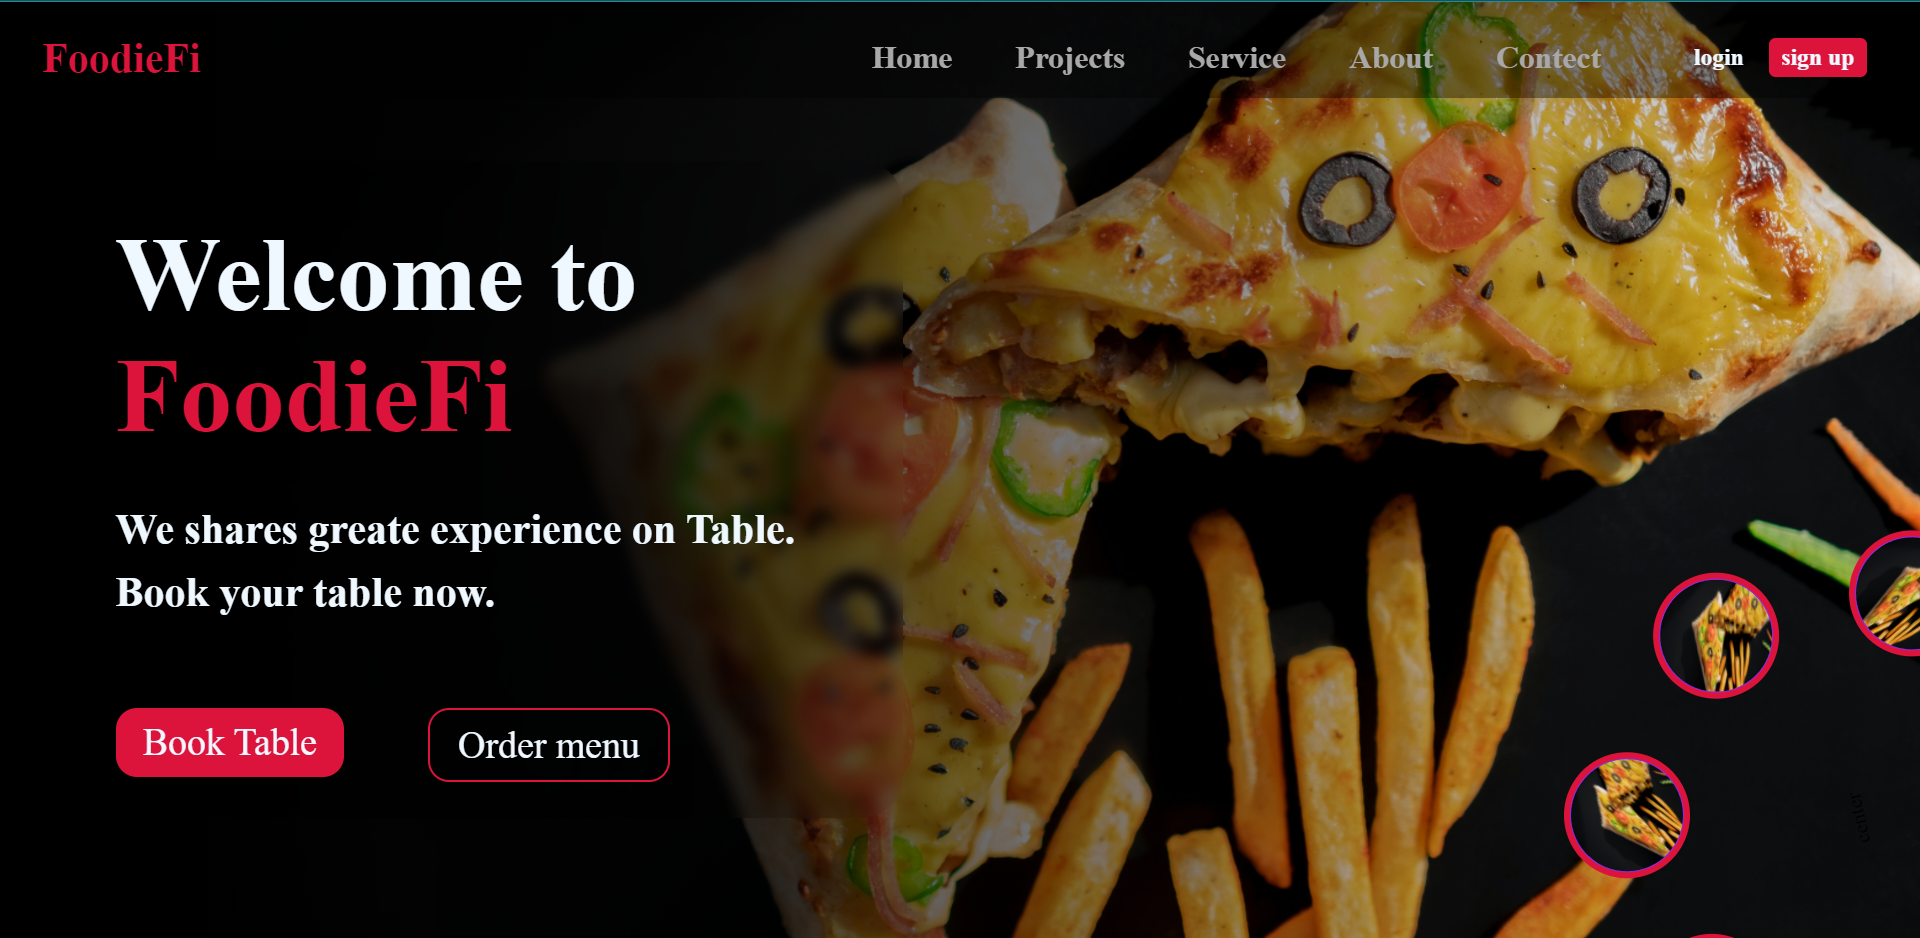 FoodieFi
Home Projects Service About Contect login sign up
Welcome to
FoodieFi
We shares greate experience on Table.
Book your table now.
Book Table Order menu
center